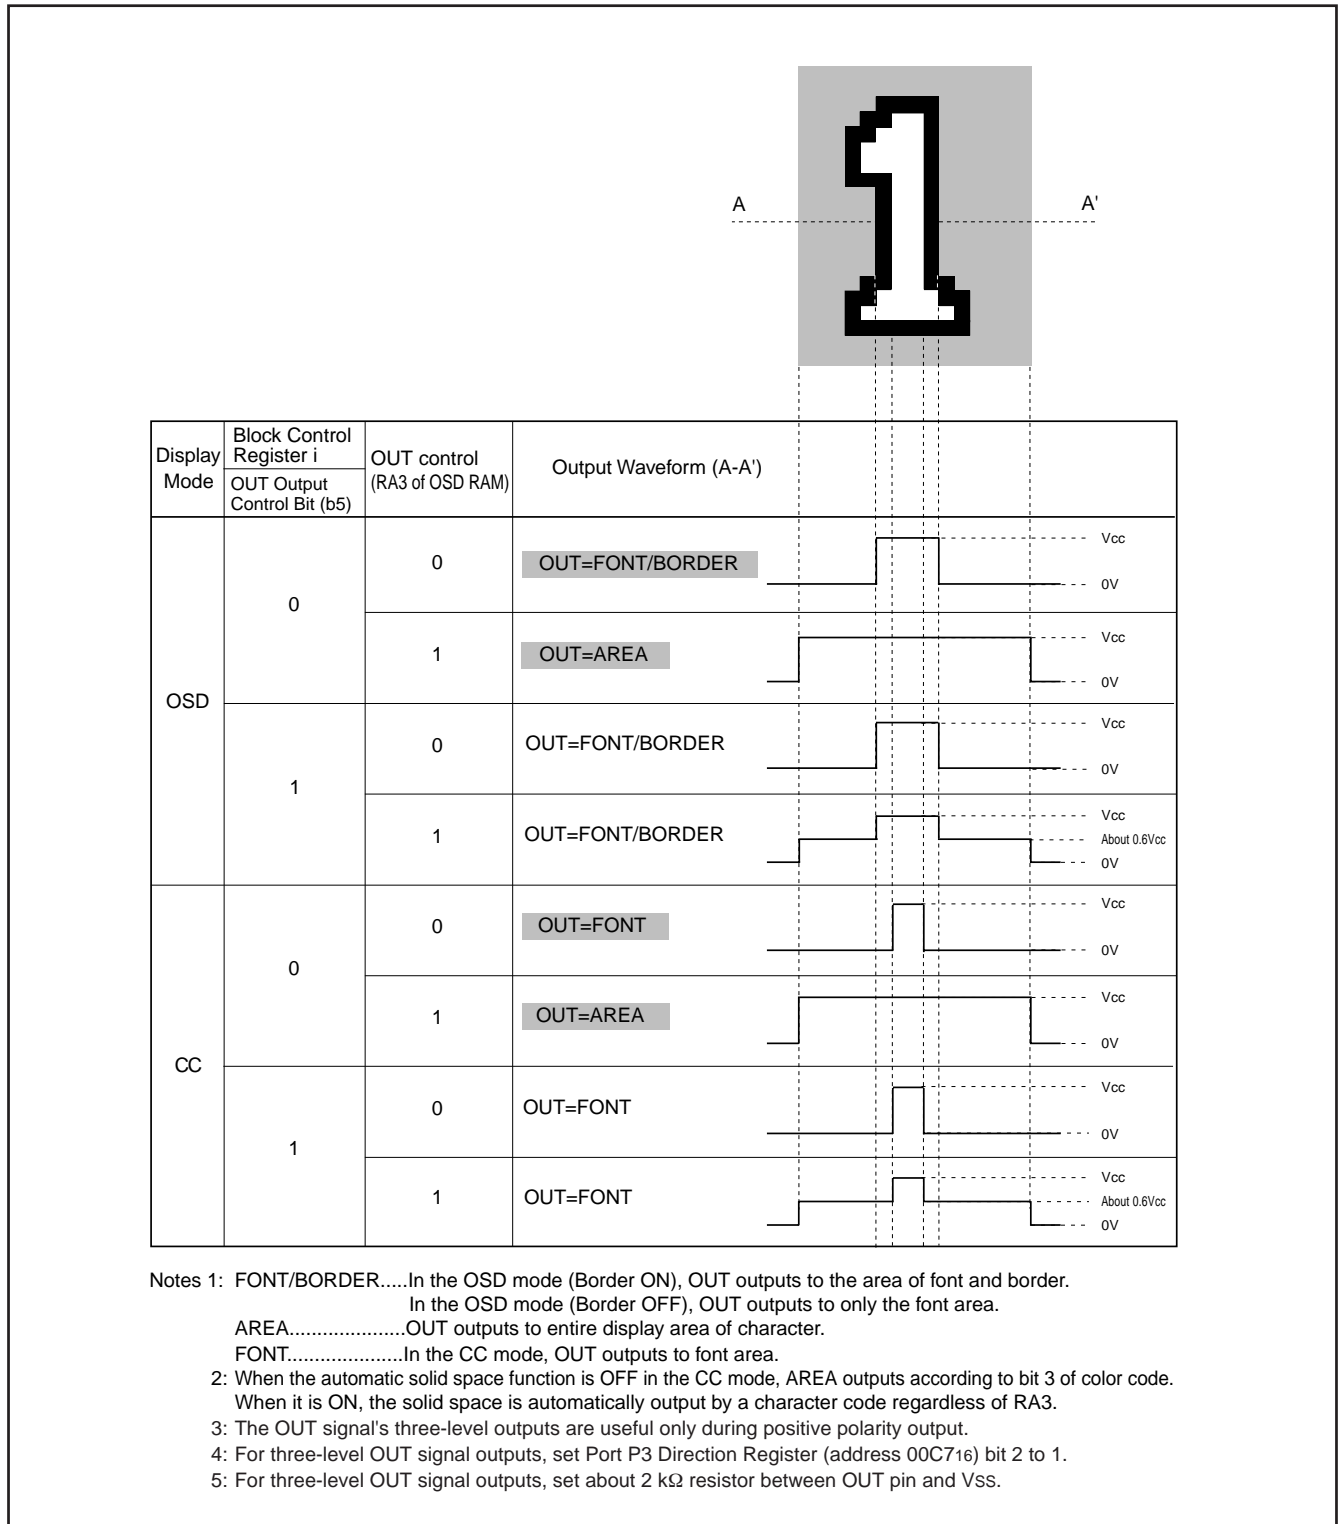 A A'
Display Mode
Block Control Register i
OUT Output Control Bit (b5)
OUT control (RA3 of OSD RAM)
Output Waveform (A-A')
OSD
0
0
OUT=FONT/BORDER
Vcc
0V
1
OUT=AREA
Vcc
0V
1
0
OUT=FONT/BORDER
Vcc
0V
1
OUT=FONT/BORDER
Vcc
About 0.6Vcc
0V
CC
0
0
OUT=FONT
Vcc
0V
1
OUT=AREA
Vcc
0V
1
0
OUT=FONT
Vcc
0V
1
OUT=FONT
Vcc
About 0.6Vcc
0V
Notes 1: FONT/BORDER.....In the OSD mode (Border ON), OUT outputs to the area of font and border.
In the OSD mode (Border OFF), OUT outputs to only the font area.
AREA.....................OUT outputs to entire display area of character.
FONT.....................In the CC mode, OUT outputs to font area.
2: When the automatic solid space function is OFF in the CC mode, AREA outputs according to bit 3 of color code.
When it is ON, the solid space is automatically output by a character code regardless of RA3.
3: The OUT signal's three-level outputs are useful only during positive polarity output.
4: For three-level OUT signal outputs, set Port P3 Direction Register (address 00C716) bit 2 to 1.
5: For three-level OUT signal outputs, set about 2 kΩ resistor between OUT pin and VSS.